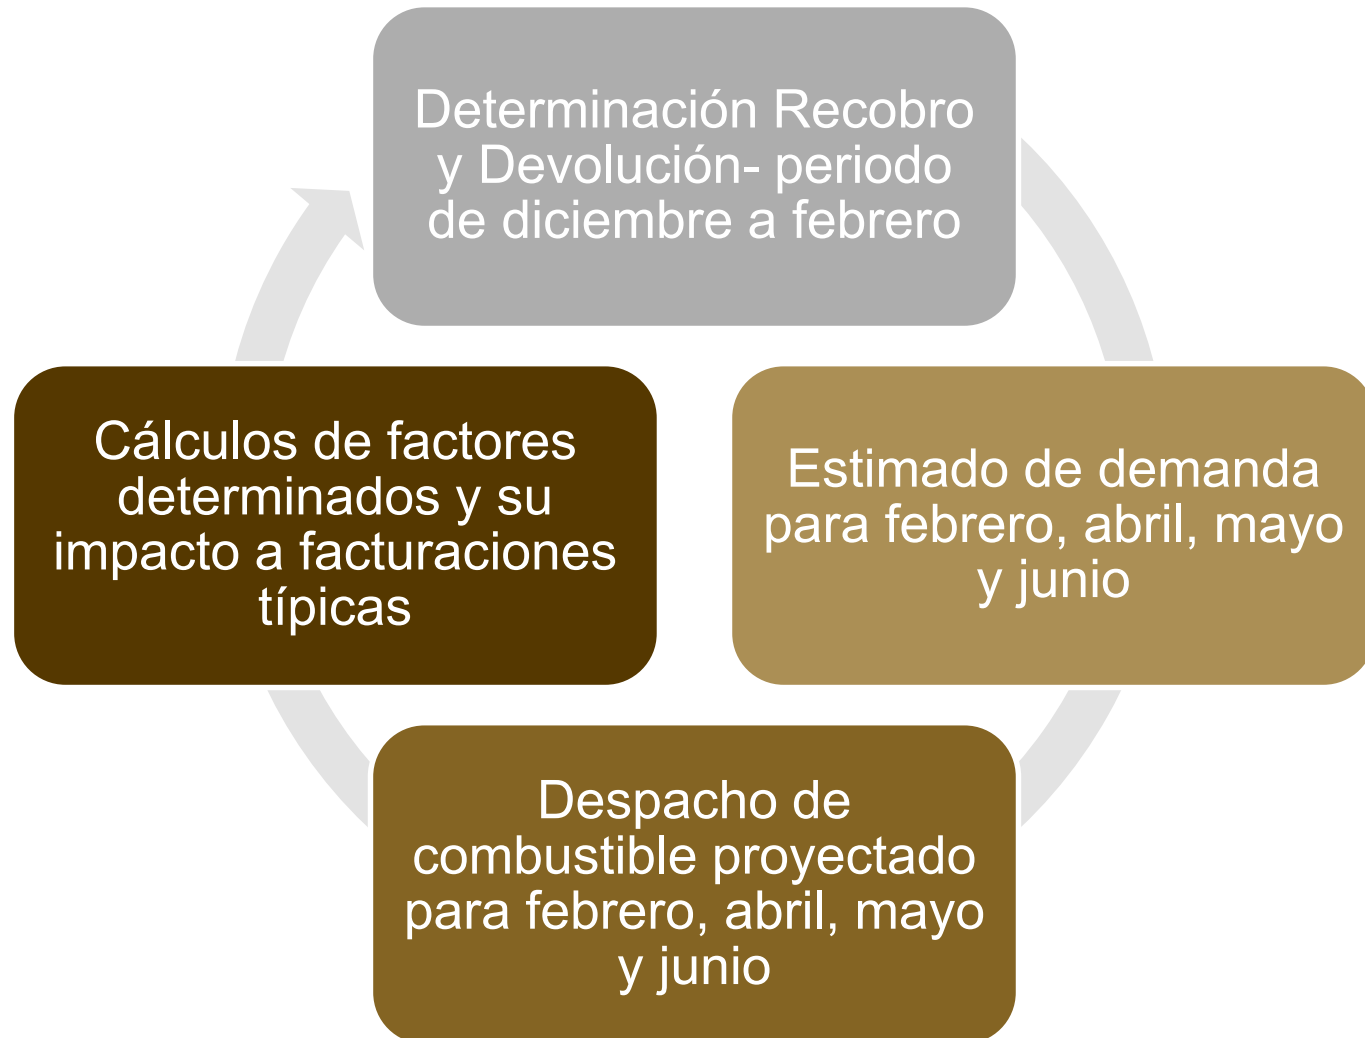 Determinación Recobro
y Devolución- periodo
de diciembre a febrero
Estimado de demanda
para febrero, abril, mayo
y junio
Despacho de
combustible proyectado
para febrero, abril, mayo
y junio
Cálculos de factores
determinados y su
impacto a facturaciones
típicas